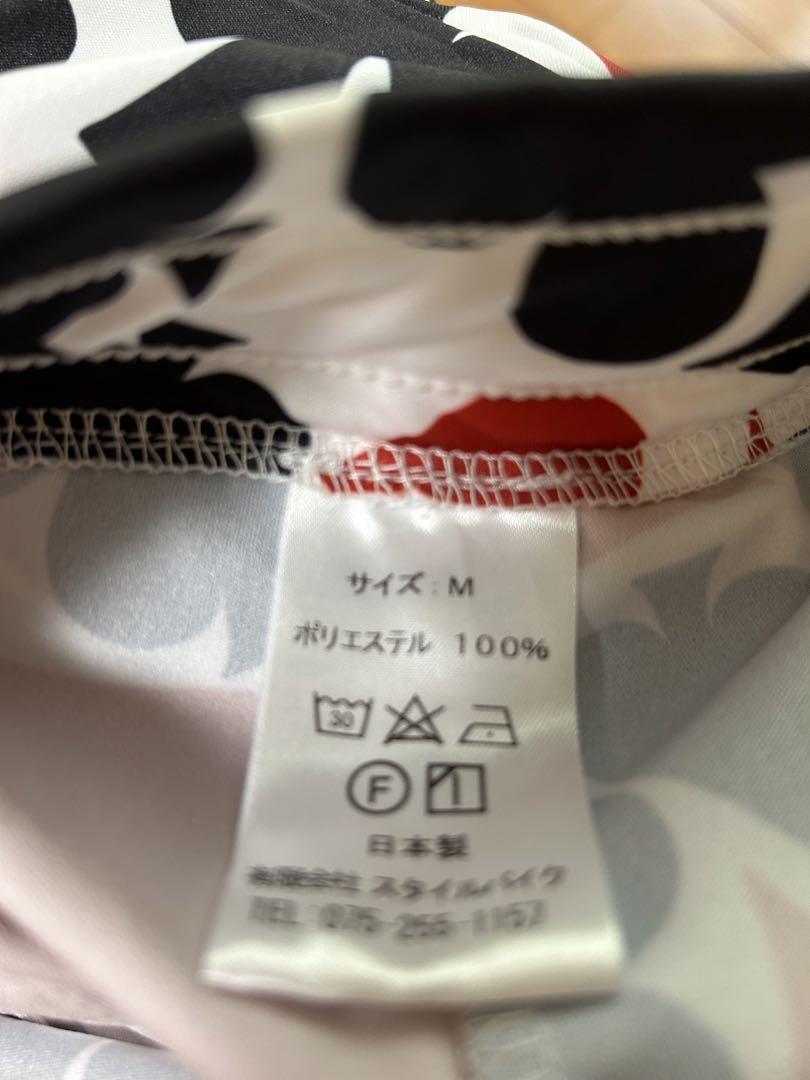 サイズ：M
ポリエステル 100%
30
F
日本製
有限会社 スタイルバイク
TEL：075-255-1157